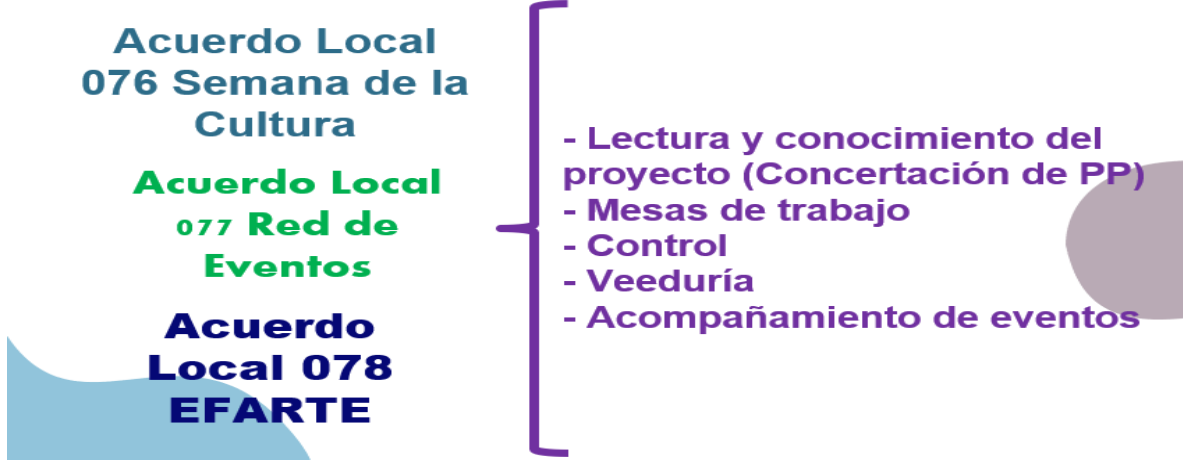 Acuerdo Local
076 Semana de la
Cultura
Acuerdo Local
077 Red de
Eventos
Acuerdo
Local 078
EFARTE
- Lectura y conocimiento del
proyecto (Concertación de PP)
- Mesas de trabajo
- Control
- Veeduría
- Acompañamiento de eventos